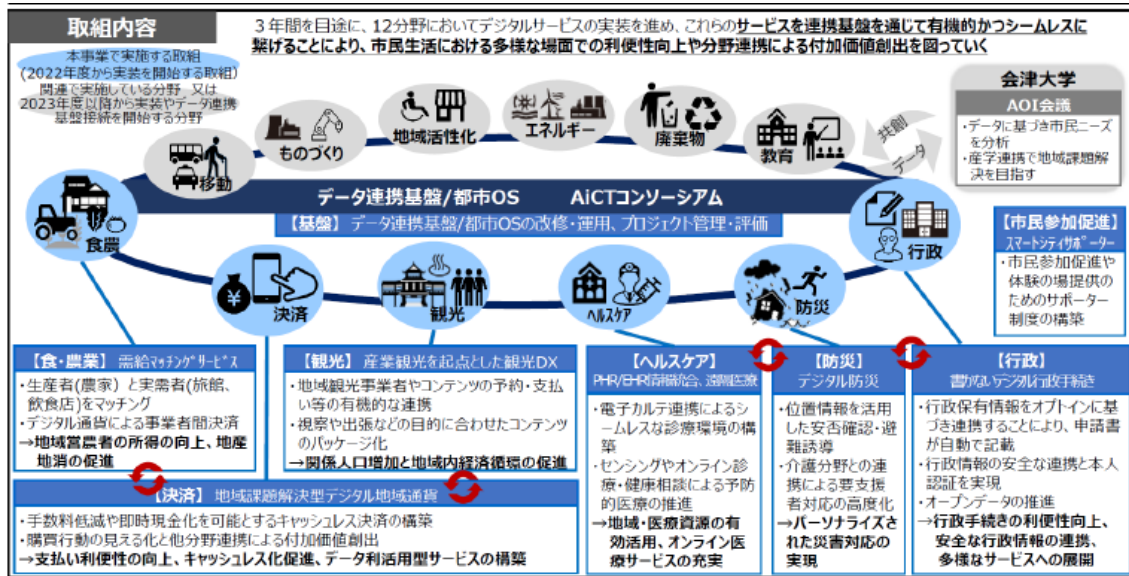 取組内容
3年間を目途に、12分野においてデジタルサービスの実装を進め、これらのサービスを連携基盤を通じて有機的かつシームレスに
繋げることにより、市民生活における多様な場面での利便性向上や分野連携による付加価値創出を図っていく
本事業で実施する取組
(2022年度から実装を開始する取組)
関連で実施している分野 又は
2023年度以降から実装やデータ連携
基盤接続を開始する分野
会津大学
AOI会議
・データに基づき市民ニーズ
を分析
・産学連携で地域課題解
決を目指す
共創
データ
移動
ものづくり
地域活性化
エネルギー
廃棄物
教育
データ連携基盤/都市OS AiCTコンソーシアム
【基盤】データ連携基盤/都市OSの改修・運用、プロジェクト管理・評価
食農
決済
観光
ヘルスケア
防災
行政
【市民参加促進】
スマートシティサポーター
・市民参加促進や
体験の場提供の
ためのサポーター
制度の構築
【食・農業】需給マッチングサービス
・生産者(農家）と実需者(旅館、
飲食店)をマッチング
・デジタル通貨による事業者間決済
→地域営農者の所得の向上、地産
地消の促進
【観光】産業観光を起点とした観光DX
・地域観光事業者やコンテンツの予約・支払
い等の有機的な連携
・視察や出張などの目的に合わせたコンテンツ
のパッケージ化
→関係人口増加と地域内経済循環の促進
【決済】地域課題解決型デジタル地域通貨
・手数料低減や即時現金化を可能とするキャッシュレス決済の構築
・購買行動の見える化と他分野連携による付加価値創出
→支払い利便性の向上、キャッシュレス化促進、データ利活用型サービスの構築
【ヘルスケア】
PHR/EHR情報統合、遠隔医療
・電子カルテ連携によるシ
ームレスな診療環境の構
築
・センシングやオンライン診
療・健康相談による予防
的医療の推進
→地域・医療資源の有
効活用、オンライン医
療サービスの充実
【防災】
デジタル防災
・位置情報を活用
した安否確認・避
難誘導
・介護分野との連
携による要支援
者対応の高度化
→パーソナライズさ
れた災害対応の
実現
【行政】
書かないデジタル行政手続き
・行政保有情報をオプトインに基
づき連携することにより、申請書
が自動で記載
・行政情報の安全な連携と本人
認証を実現
・オープンデータの推進
→行政手続きの利便性向上、
安全な行政情報の連携、
多様なサービスへの展開